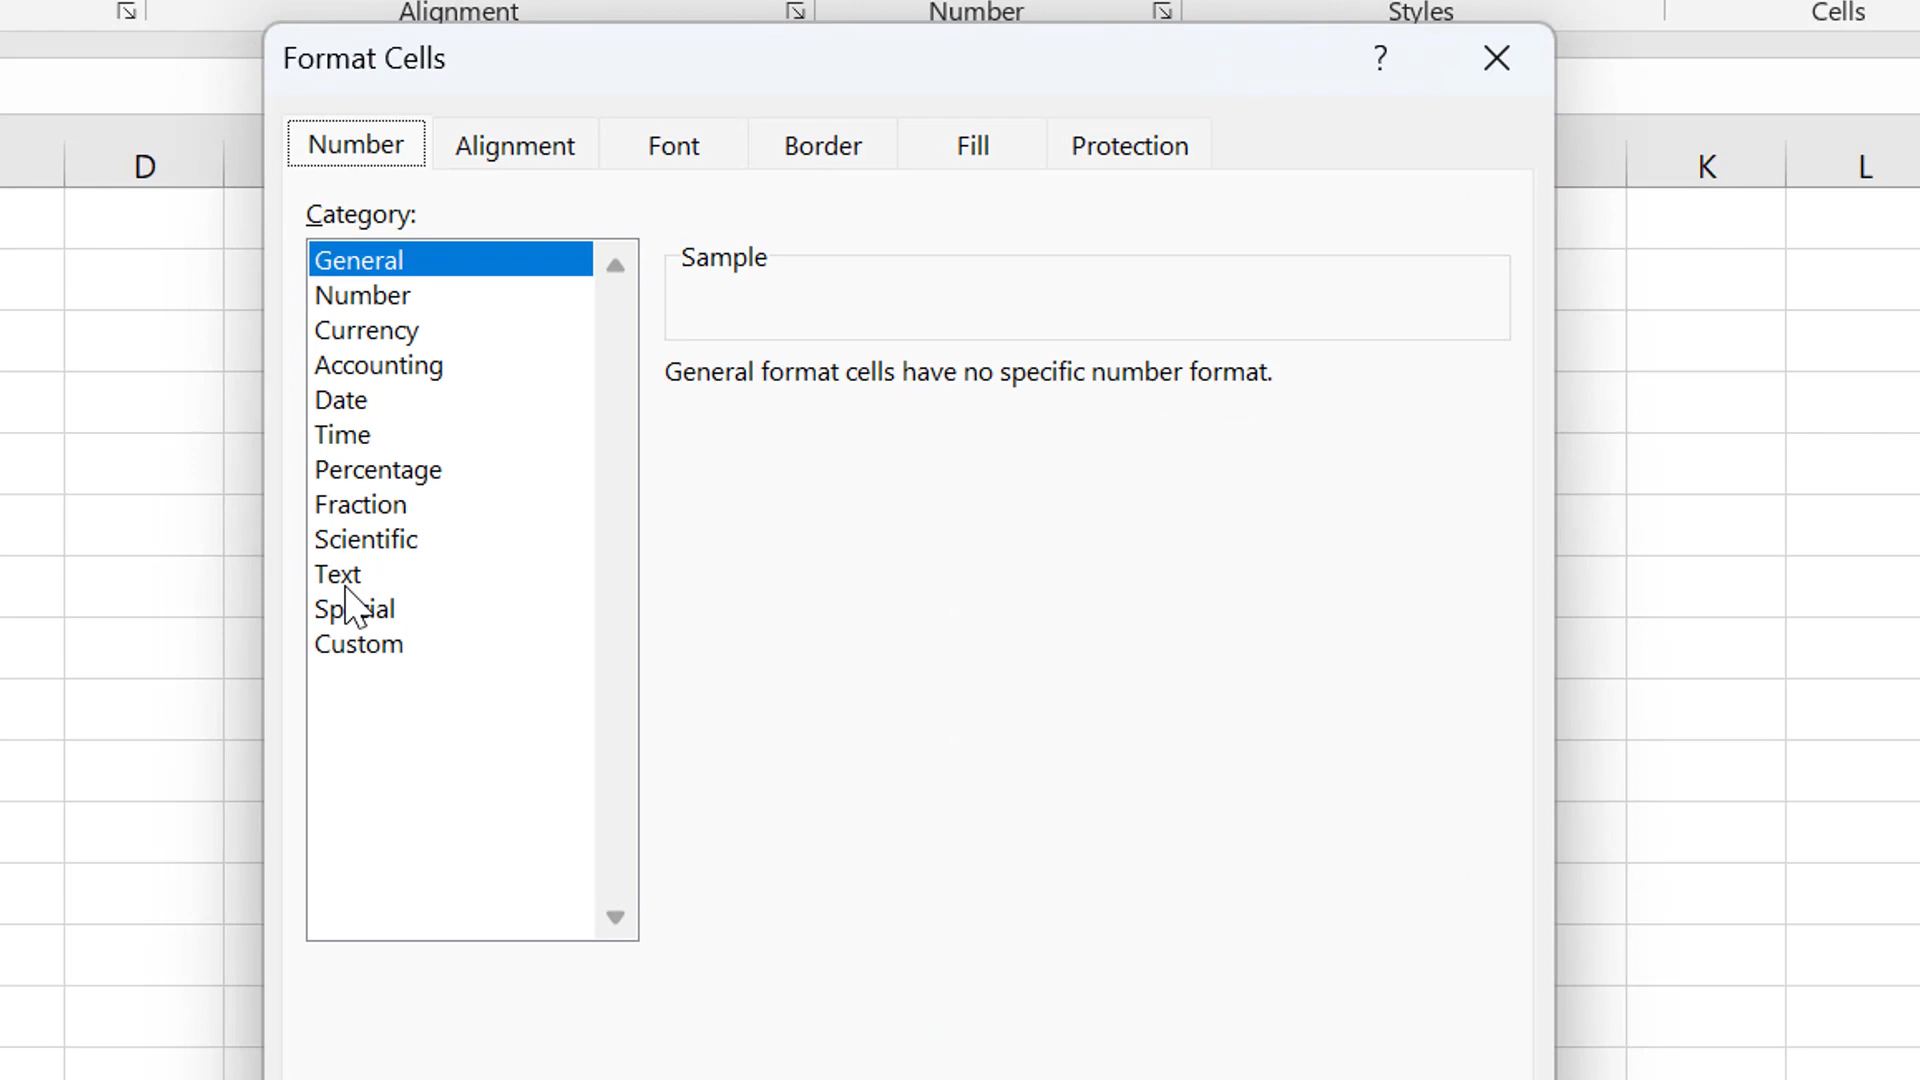 Alignment Number Styles Cells
Format Cells ?
Number Alignment Font Border Fill Protection
D K L
Category:
General
Number
Currency
Accounting
Date
Time
Percentage
Fraction
Scientific
Text
Special
Custom
Sample
General format cells have no specific number format.